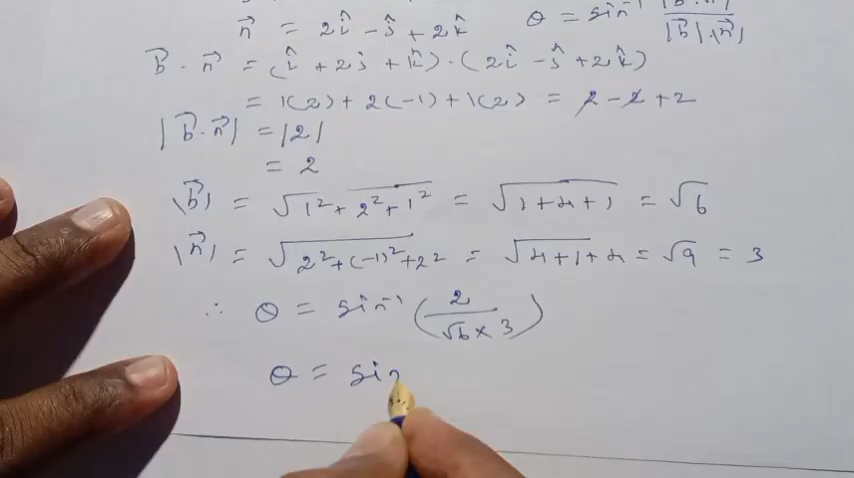 n⃗ = 2î - ĵ + 2k̂ θ = sin⁻¹ |b⃗·n⃗| / |b⃗|·|n⃗|
b⃗ · n⃗ = (î + 2j + k̂) · (2î - ĵ + 2k̂)
= 1(2) + 2(-1) + 1(2) = 2 - 2 + 2
|b⃗·n⃗| = |2|
= 2
|b⃗| = √1² + 2² + 1² = √1+4+1 = √6
|n⃗| = √2² + (-1)² + 2² = √4+1+4 = √9 = 3
∴ θ = sin⁻¹ (2 / √6 × 3)
θ = sin